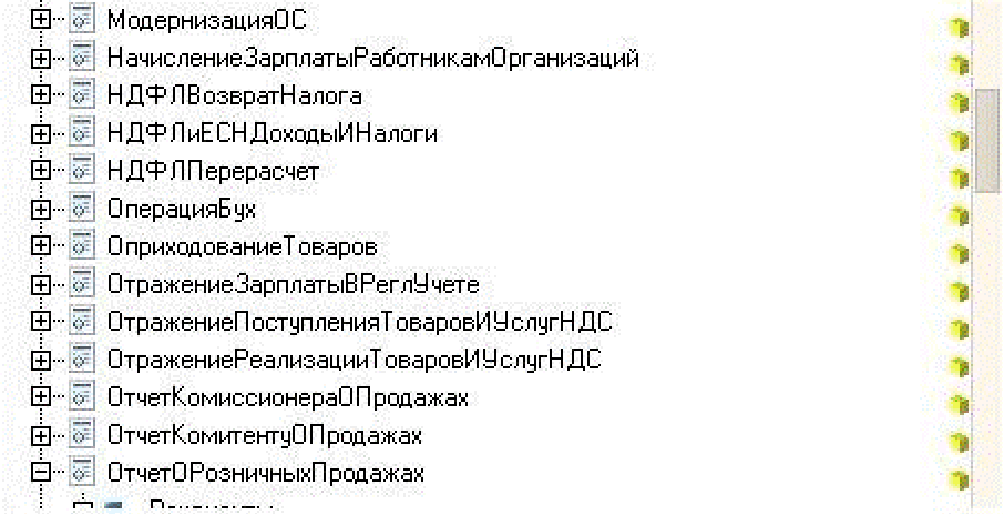 МодернизацияОС
НачислениеЗарплатыРаботникамОрганизаций
НДФЛВозвратНалога
НДФЛиЕСНДоходыИНалоги
НДФЛПерерасчет
ОперацияБух
ОприходованиеТоваров
ОтражениеЗарплатыВРеглУчете
ОтражениеПоступленияТоваровИУслугНДС
ОтражениеРеализацииТоваровИУслугНДС
ОтчетКомиссионераОПродажах
ОтчетКомитентуОПродажах
ОтчетОРозничныхПродажах